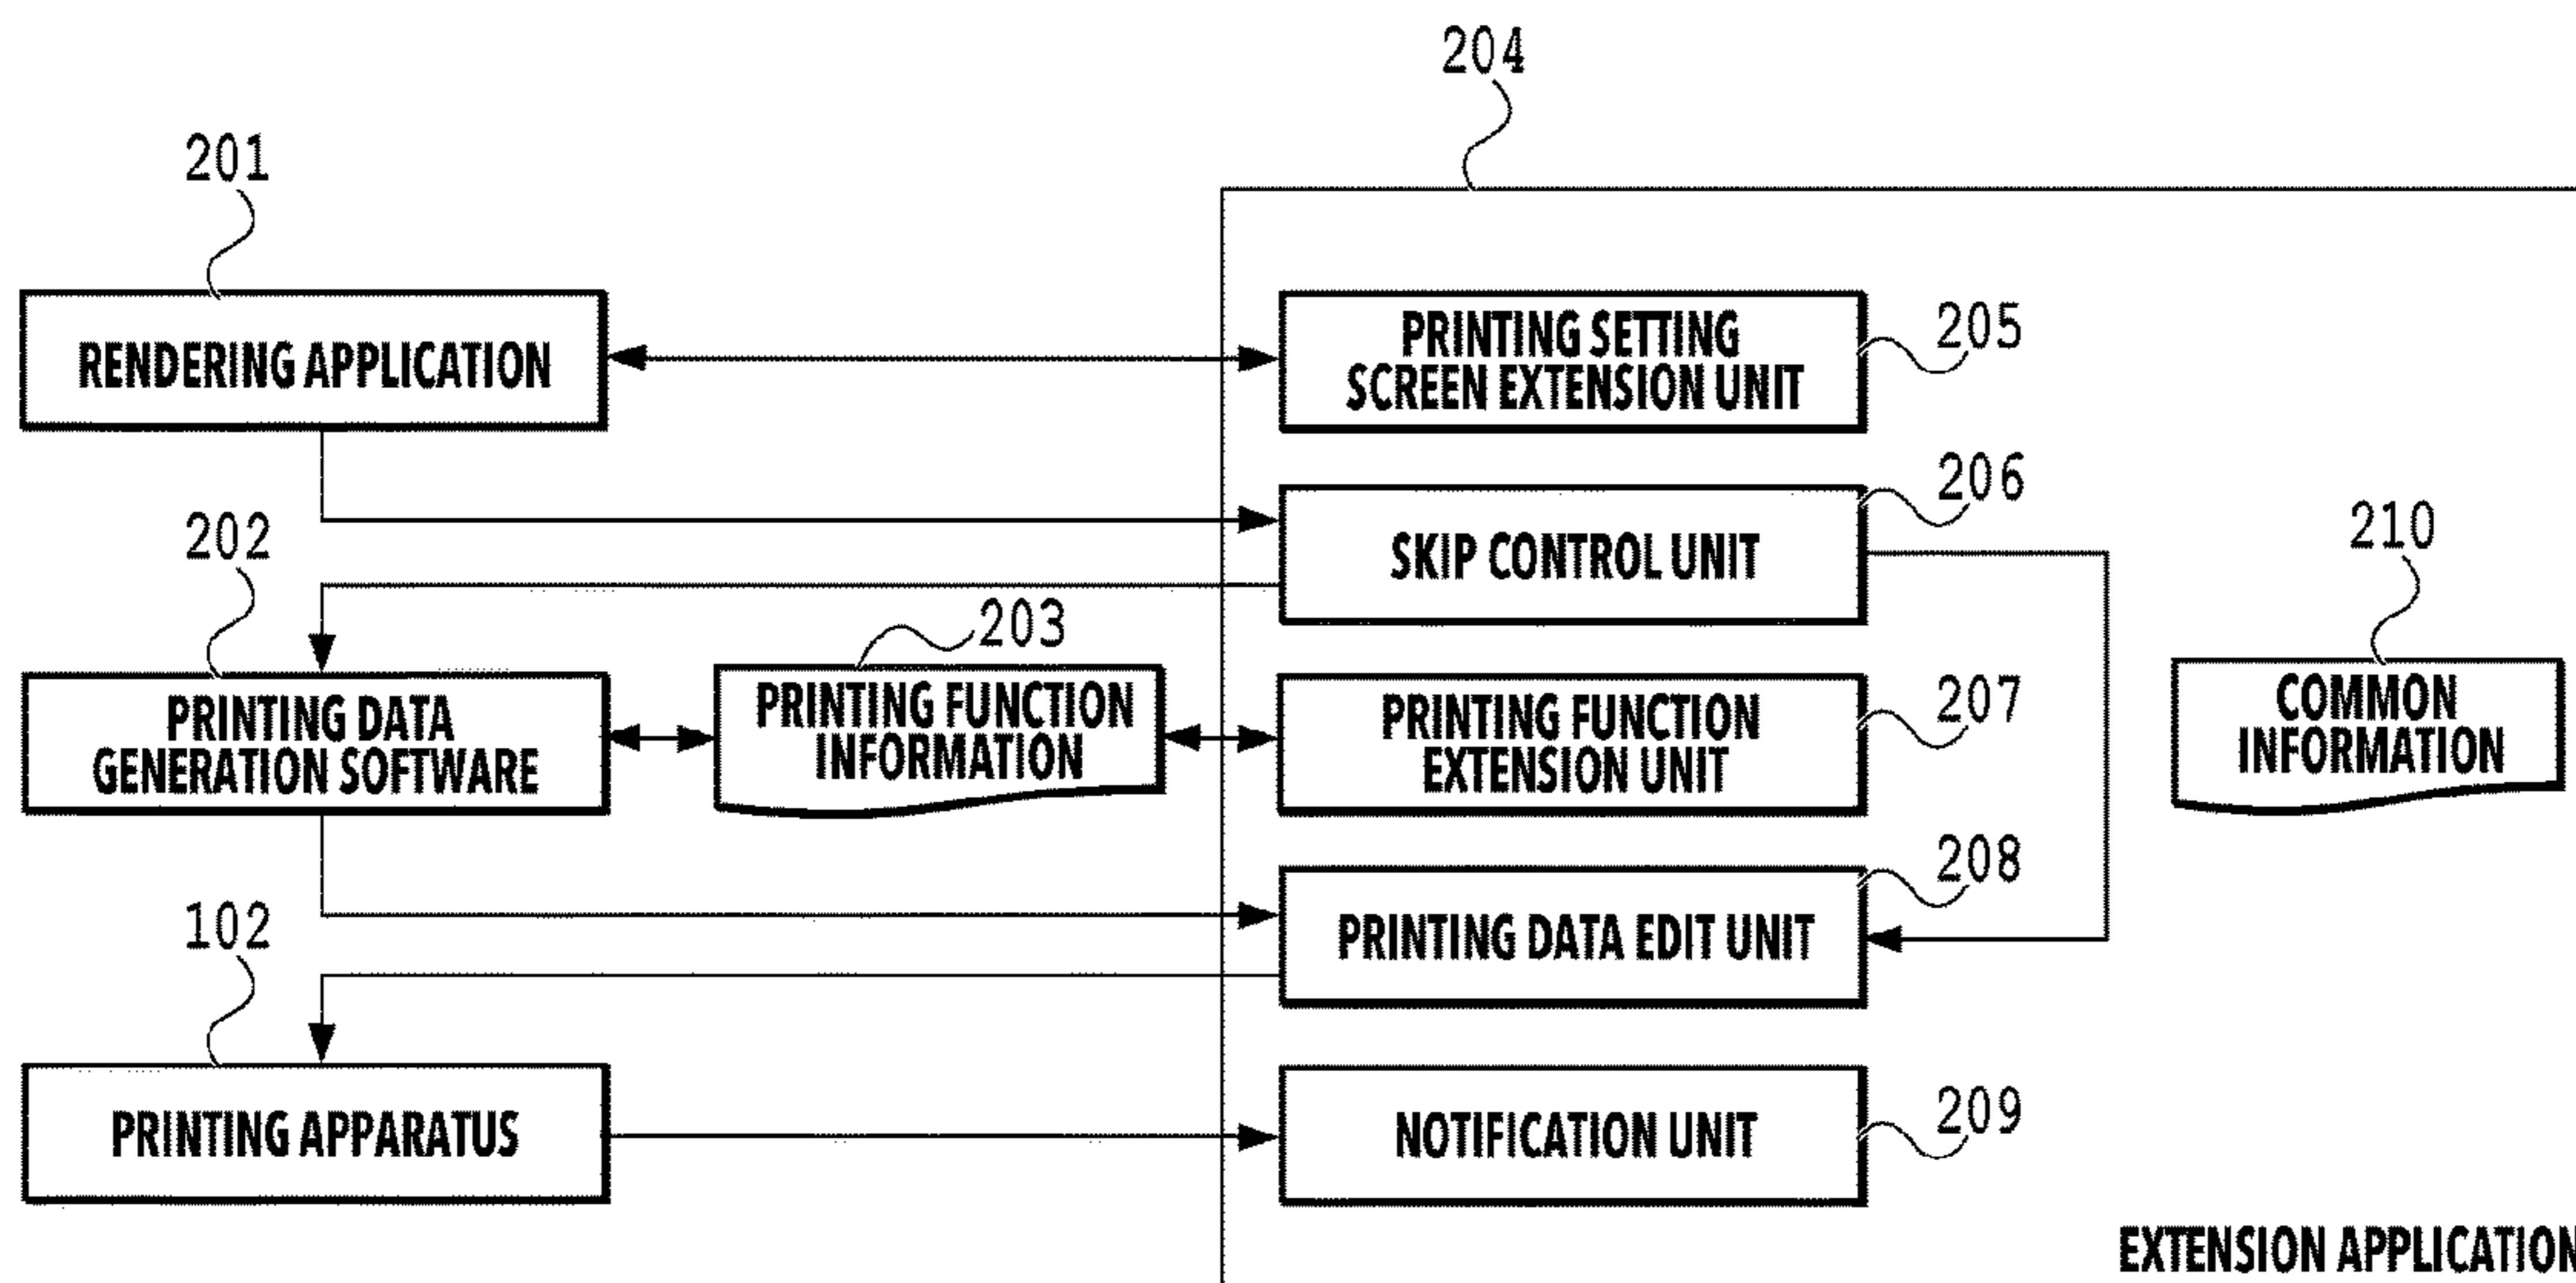 204
201
RENDERING APPLICATION
PRINTING SETTING
SCREEN EXTENSION UNIT
205
206
SKIP CONTROL UNIT
202
210
203
PRINTING DATA
GENERATION SOFTWARE
PRINTING FUNCTION
INFORMATION
PRINTING FUNCTION
EXTENSION UNIT
207
COMMON
INFORMATION
208
PRINTING DATA EDIT UNIT
102
PRINTING APPARATUS
NOTIFICATION UNIT
209
EXTENSION APPLICATION